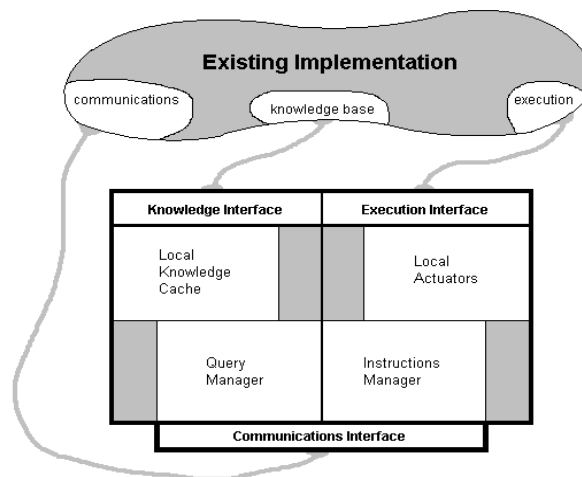 Existing Implementation
communications
knowledge base
execution
Knowledge Interface
Execution Interface
Local
Knowledge
Cache
Local
Actuators
Query
Manager
Instructions
Manager
Communications Interface